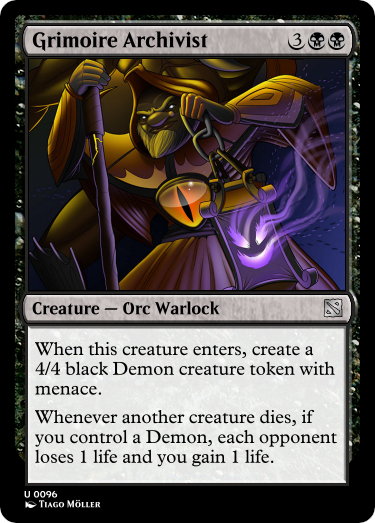 Grimoire Archivist 3
Creature — Orc Warlock
When this creature enters, create a
4/4 black Demon creature token with
menace.
Whenever another creature dies, if
you control a Demon, each opponent
loses 1 life and you gain 1 life.
U 0096
Tiago Möller